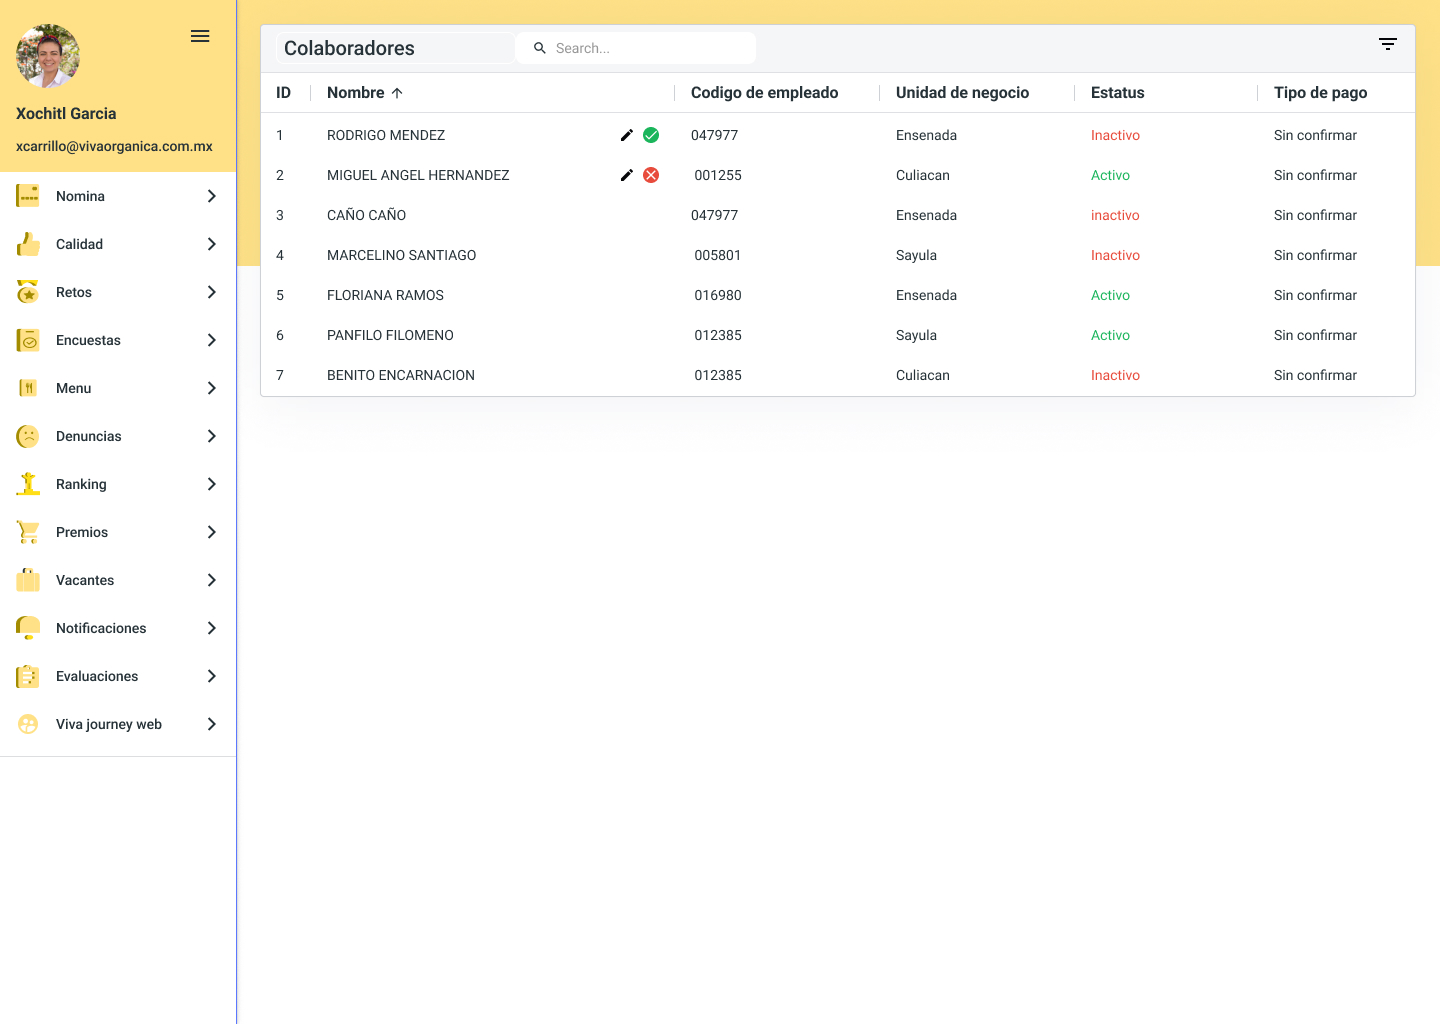 Xochitl Garcia
xcarrillo@vivaorganica.com.mx
Nomina
Calidad
Retos
Encuestas
Menu
Denuncias
Ranking
Premios
Vacantes
Notificaciones
Evaluaciones
Viva journey web
Colaboradores
Search...
ID Nombre Codigo de empleado Unidad de negocio Estatus Tipo de pago
1 RODRIGO MENDEZ 047977 Ensenada Inactivo Sin confirmar
2 MIGUEL ANGEL HERNANDEZ 001255 Culiacan Activo Sin confirmar
3 CAÑO CAÑO 047977 Ensenada inactivo Sin confirmar
4 MARCELINO SANTIAGO 005801 Sayula Inactivo Sin confirmar
5 FLORIANA RAMOS 016980 Ensenada Activo Sin confirmar
6 PANFILO FILOMENO 012385 Sayula Activo Sin confirmar
7 BENITO ENCARNACION 012385 Culiacan Inactivo Sin confirmar